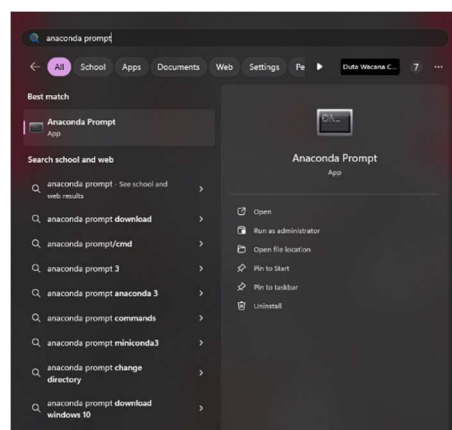 anaconda prompt
All School Apps Documents Web Settings Pe Duta Wacana C... 7 ...
Best match
Anaconda Prompt
App
Search school and web
anaconda prompt - See school and
web results
anaconda prompt download
anaconda prompt/cmd
anaconda prompt 3
anaconda prompt anaconda 3
anaconda prompt commands
anaconda prompt miniconda3
anaconda prompt change
directory
anaconda prompt download
windows 10
Anaconda Prompt
App
Open
Run as administrator
Open file location
Pin to Start
Pin to taskbar
Uninstall